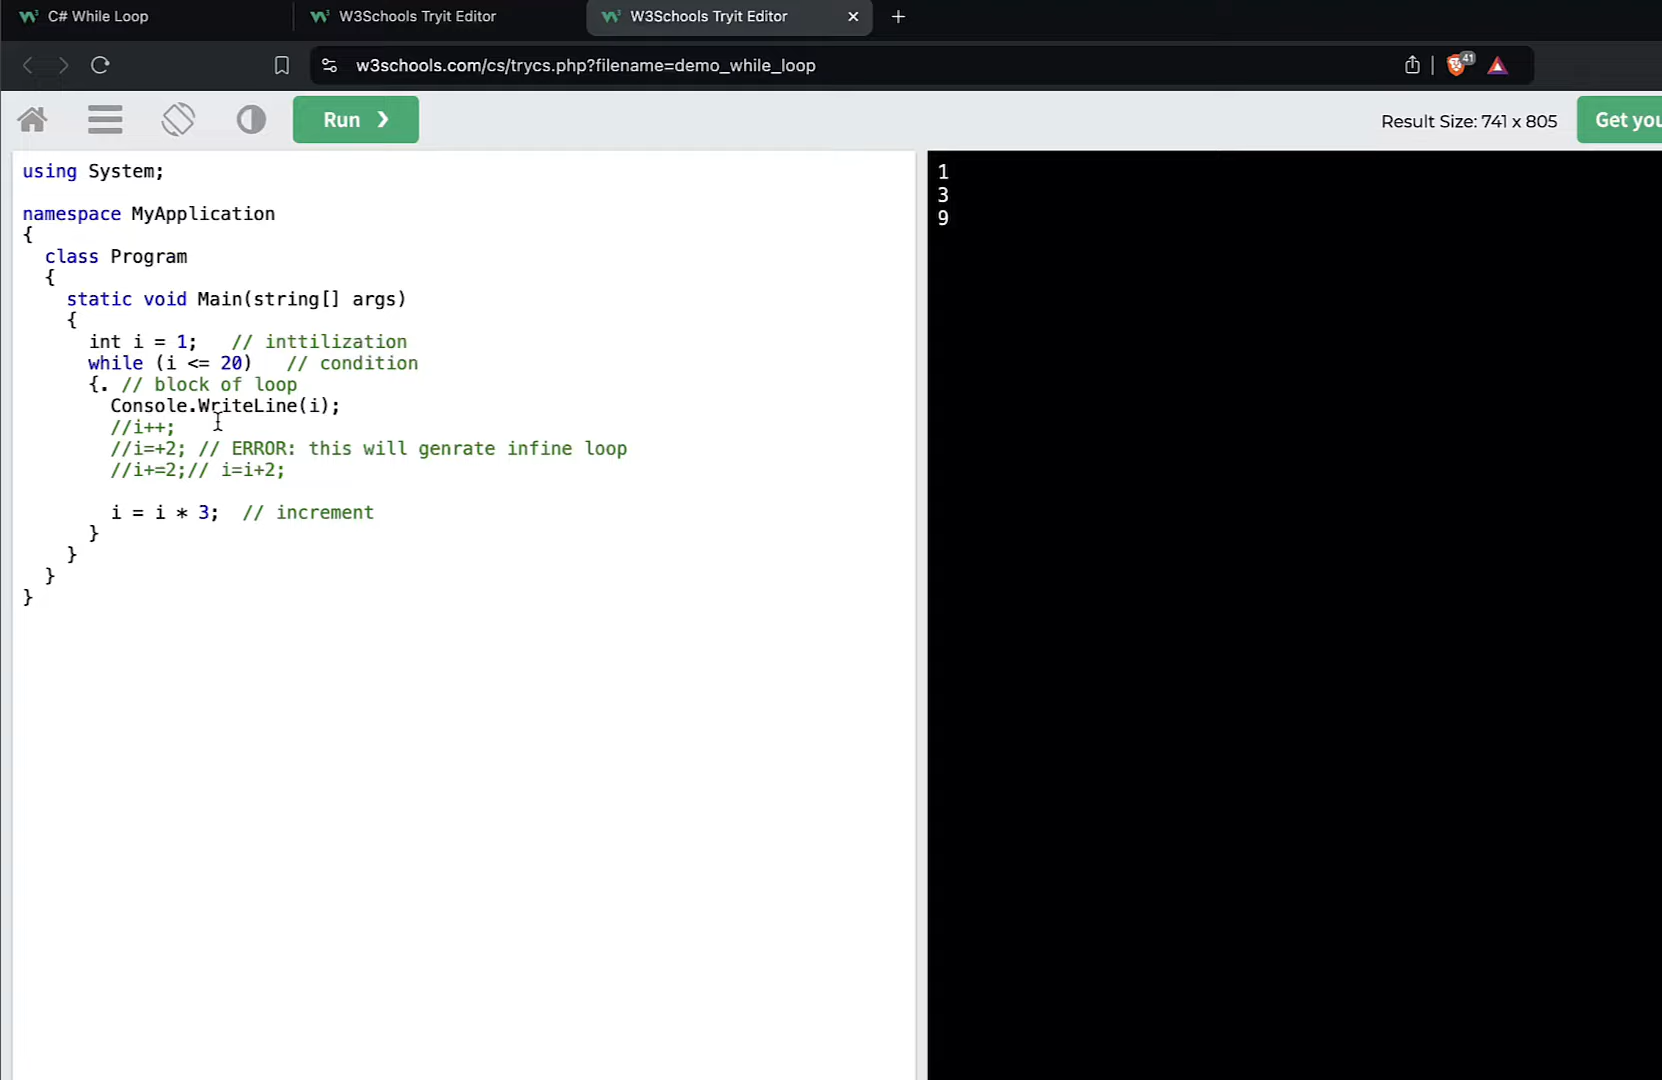 C# While Loop
W3Schools Tryit Editor
W3Schools Tryit Editor
w3schools.com/cs/trycs.php?filename=demo_while_loop
41
Run ❯
Result Size: 741 x 805
Get you
using System;
namespace MyApplication
{
class Program
{
static void Main(string[] args)
{
int i = 1; // inttilization
while (i <= 20) // condition
{. // block of loop
Console.WriteLine(i);
//i++;
//i=+2; // ERROR: this will genrate infine loop
//i+=2;// i=i+2;
i = i * 3; // increment
}
}
}
}
1
3
9